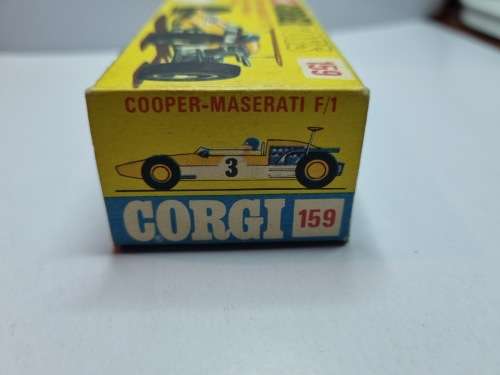 159
COOPER-MASERATI F/1
3
CORGI 159